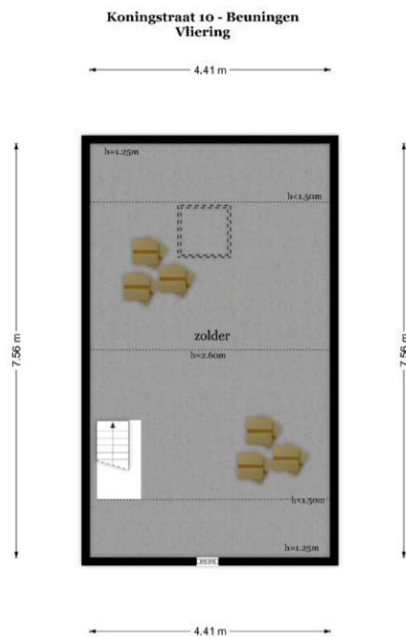 Koningstraat 10 - Beuningen
Vliering
4.41 m
h=1.25m
h<1.50m
7.56 m
7.56 m
zolder
h=2.60m
h<1.50m
h=1.25m
4.41 m